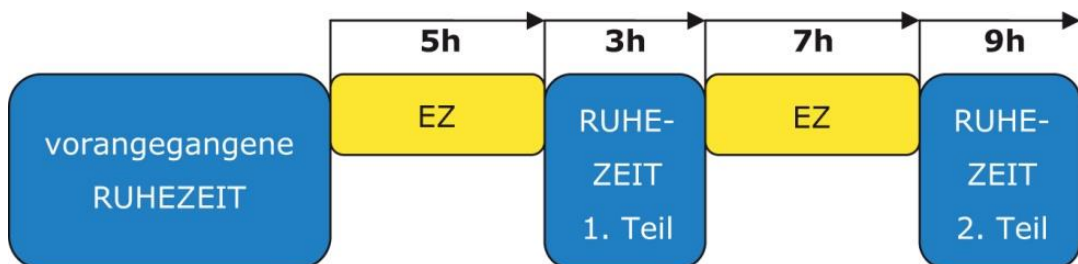 5h
3h
7h
9h
vorangegangene
RUHEZEIT
EZ
RUHE-
ZEIT
1. Teil
EZ
RUHE-
ZEIT
2. Teil